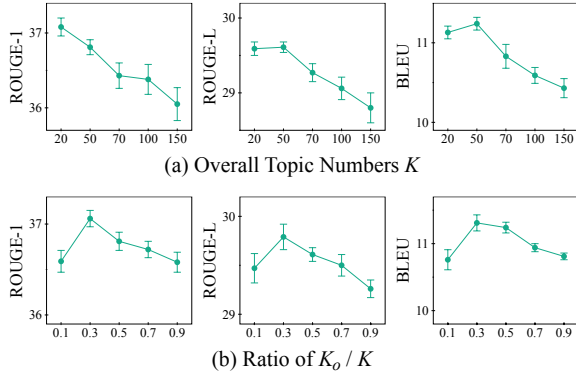 ROUGE-1
37
36
20 50 70 100 150
ROUGE-L
30
29
20 50 70 100 150
BLEU
11
10
20 50 70 100 150
(a) Overall Topic Numbers K
ROUGE-1
37
36
0.1 0.3 0.5 0.7 0.9
ROUGE-L
30
29
0.1 0.3 0.5 0.7 0.9
BLEU
11
10
0.1 0.3 0.5 0.7 0.9
(b) Ratio of Kₒ / K